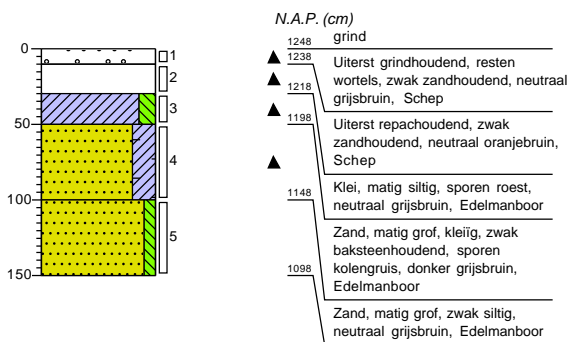 N.A.P. (cm)
0
50
100
150
1
2
3
4
5
1248
grind
1238
Uiterst grindhoudend, resten
wortels, zwak zandhoudend, neutraal
grijsbruin, Schep
1218
Uiterst repachoudend, zwak
zandhoudend, neutraal oranjebruin,
Schep
1198
Klei, matig siltig, sporen roest,
neutraal grijsbruin, Edelmanboor
1148
Zand, matig grof, kleiïg, zwak
baksteenhoudend, sporen
kolengruis, donker grijsbruin,
Edelmanboor
1098
Zand, matig grof, zwak siltig,
neutraal grijsbruin, Edelmanboor